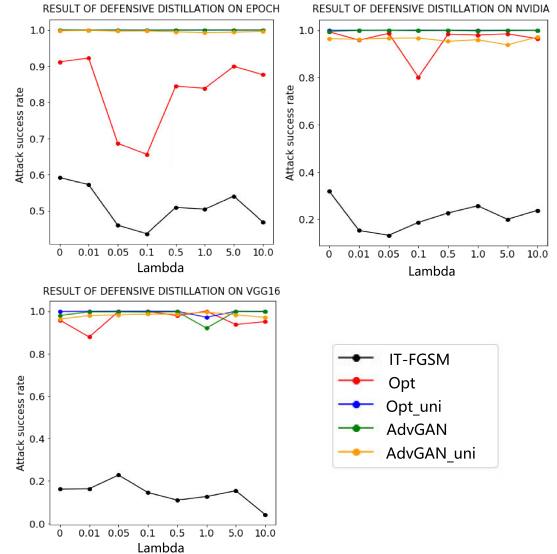 RESULT OF DEFENSIVE DISTILLATION ON EPOCH
1.0
0.9
0.8
0.7
0.6
0.5
Attack success rate
0 0.01 0.05 0.1 0.5 1.0 5.0 10.0
Lambda
RESULT OF DEFENSIVE DISTILLATION ON NVIDIA
1.0
0.8
0.6
0.4
0.2
Attack success rate
0 0.01 0.05 0.1 0.5 1.0 5.0 10.0
Lambda
RESULT OF DEFENSIVE DISTILLATION ON VGG16
1.0
0.8
0.6
0.4
0.2
0.0
Attack success rate
0 0.01 0.05 0.1 0.5 1.0 5.0 10.0
Lambda
IT-FGSM
Opt
Opt_uni
AdvGAN
AdvGAN_uni